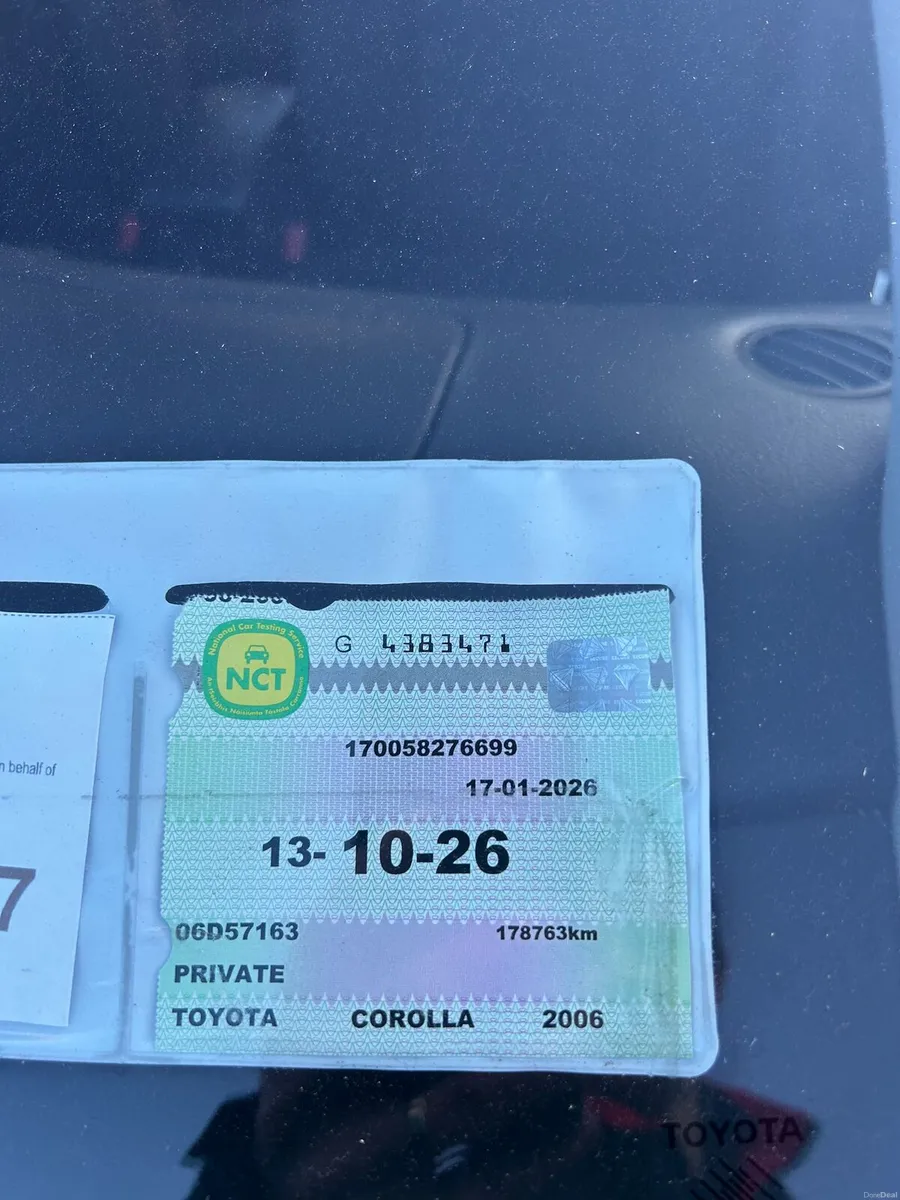 National Car Testing Service
NCT
G 4383471
170058276699
17-01-2026
13-10-26
06D57163
178763km
PRIVATE
TOYOTA COROLLA 2006
n behalf of
7
TOYOTA
DoneDeal